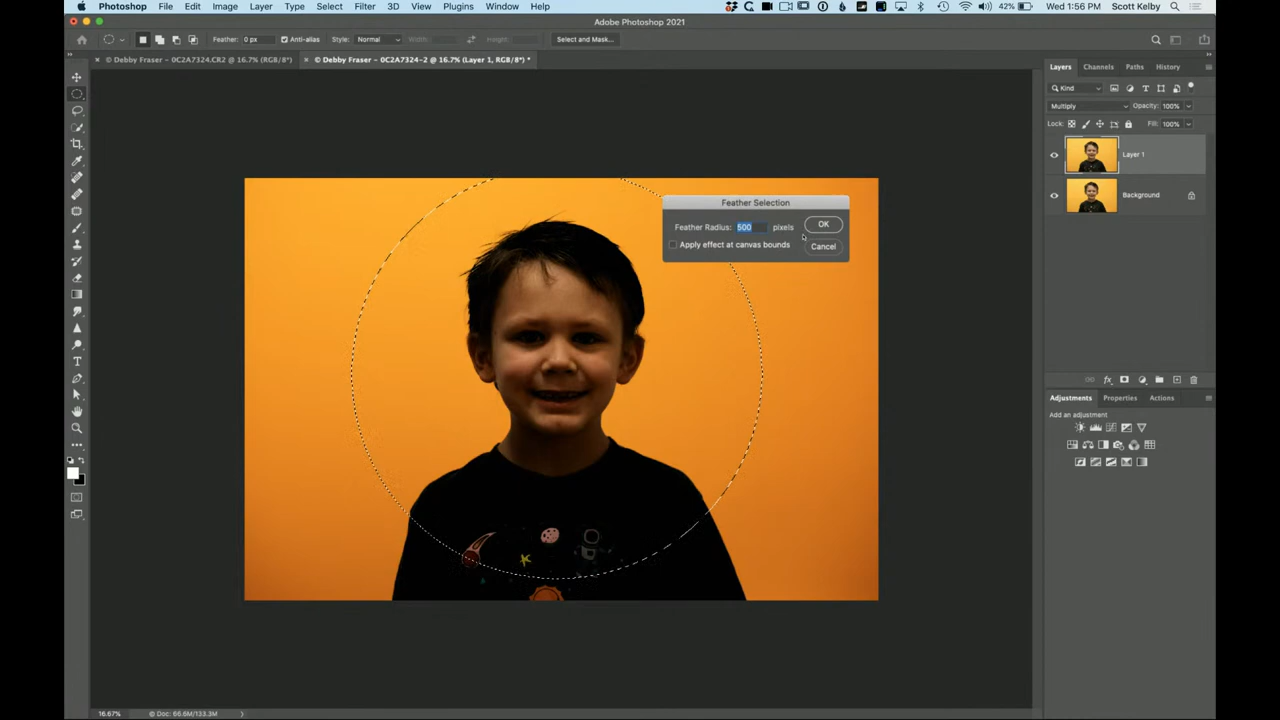 Photoshop File Edit Image Layer Type Select Filter 3D View Plugins Window Help 42% Wed 1:56 PM Scott Kelby
Adobe Photoshop 2021
Feather: 0 px Anti-alias Style: Normal Width: Height: Select and Mask...
× © Debby Fraser - 0C2A7324.CR2 @ 16.7% (RGB/8*) × © Debby Fraser - 0C2A7324-2 @ 16.7% (Layer 1, RGB/8*) *
Layers Channels Paths History
Kind
Multiply Opacity: 100%
Lock: Fill: 100%
Layer 1
Background
Feather Selection
Feather Radius: 500 pixels OK
Apply effect at canvas bounds Cancel
Adjustments Properties Actions
Add an adjustment
16.67% © Doc: 66.6M/133.3M